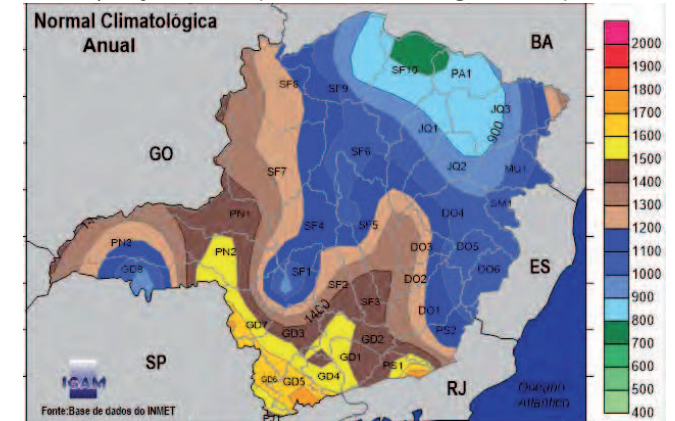 Normal Climatológica
Anual
BA
GO
ES
SP
RJ
SF10
PA1
SF8
SF9
JQ3
900
JQ1
JQ2
SF6
MU1
SF7
SM1
PN1
SF4
SF5
DO4
PN2
PN2
DO3
DO5
GD8
SF1
SF2
DO2
DO6
SF3
1400
DO1
GD7
GD3
PS2
GD2
GD1
PS1
GD6
GD5
GD4
PJ1
IGAM
Fonte:Base de dados do INMET
Oceano
Atlântico
2000
1900
1800
1700
1600
1500
1400
1300
1200
1100
1000
900
800
700
600
500
400